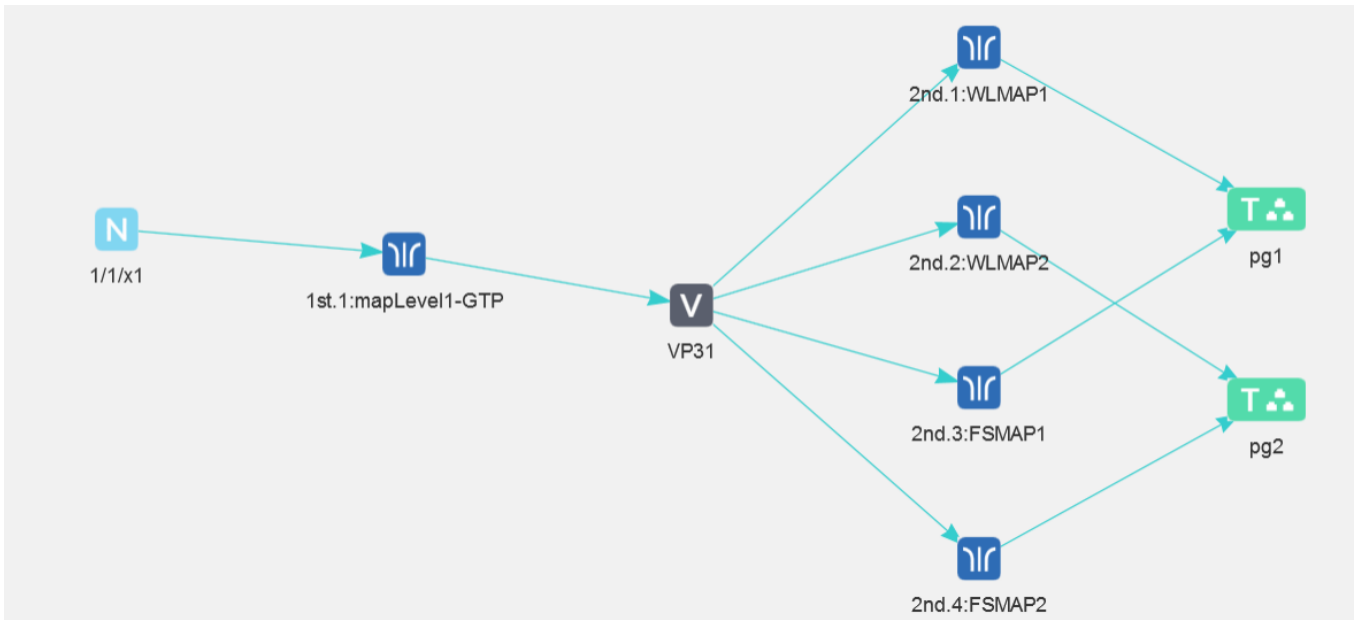 2nd.1:WLMAP1
N
1/1/x1
1st.1:mapLevel1-GTP
V
VP31
2nd.2:WLMAP2
T
pg1
2nd.3:FSMAP1
T
pg2
2nd.4:FSMAP2